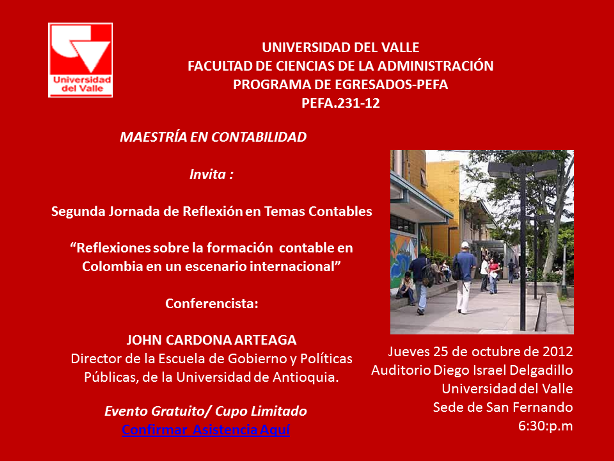 Universidad
del Valle
UNIVERSIDAD DEL VALLE
FACULTAD DE CIENCIAS DE LA ADMINISTRACIÓN
PROGRAMA DE EGRESADOS-PEFA
PEFA.231-12
MAESTRÍA EN CONTABILIDAD
Invita :
Segunda Jornada de Reflexión en Temas Contables
“Reflexiones sobre la formación contable en
Colombia en un escenario internacional”
Conferencista:
JOHN CARDONA ARTEAGA
Director de la Escuela de Gobierno y Políticas
Públicas, de la Universidad de Antioquia.
Evento Gratuito/ Cupo Limitado
Confirmar Asistencia Aquí
Jueves 25 de octubre de 2012
Auditorio Diego Israel Delgadillo
Universidad del Valle
Sede de San Fernando
6:30:p.m